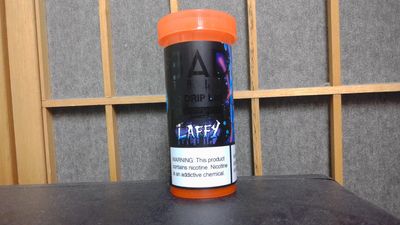 DRIP
LAFFY
WARNING: This product
contains nicotine. Nicotine
is an addictive chemical.